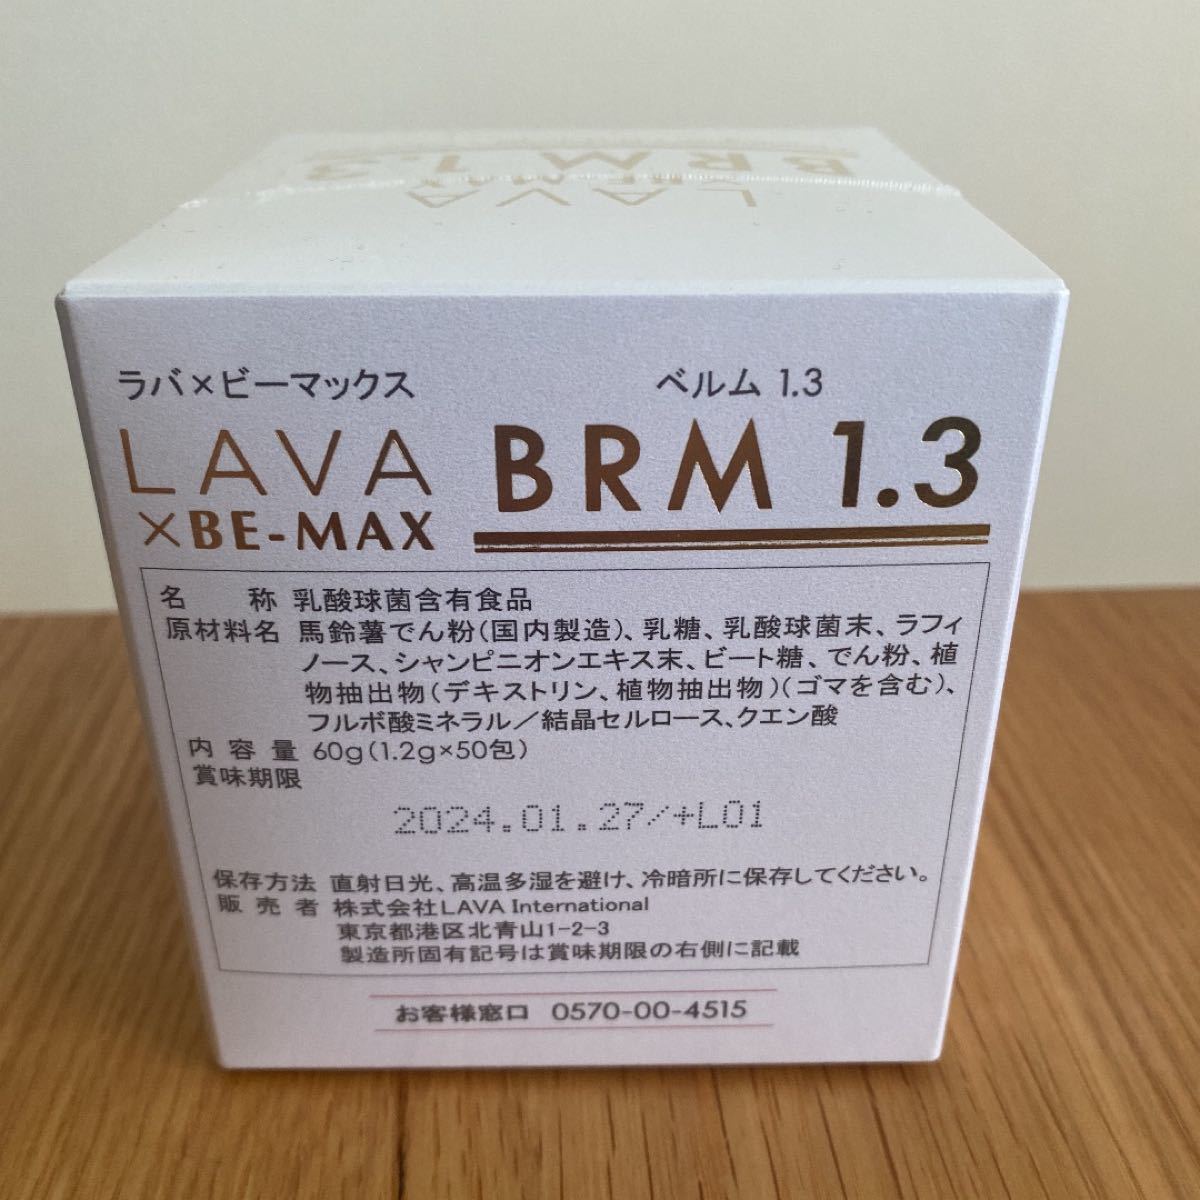 LAVA
×BE-MAX
BRM 1.3
ラバ×ビーマックス ベルム 1.3
LAVA
×BE-MAX
BRM 1.3
名称 乳酸球菌含有食品
原材料名 馬鈴薯でん粉(国内製造)、乳糖、乳酸球菌末、ラフィ
ノース、シャンピニオンエキス末、ビート糖、でん粉、植
物抽出物(デキストリン、植物抽出物)(ゴマを含む)、
フルボ酸ミネラル/結晶セルロース、クエン酸
内容量 60g(1.2g×50包)
賞味期限
2024.01.27/+L01
保存方法 直射日光、高温多湿を避け、冷暗所に保存してください。
販売者 株式会社LAVA International
東京都港区北青山1-2-3
製造所固有記号は賞味期限の右側に記載
お客様窓口 0570-00-4515